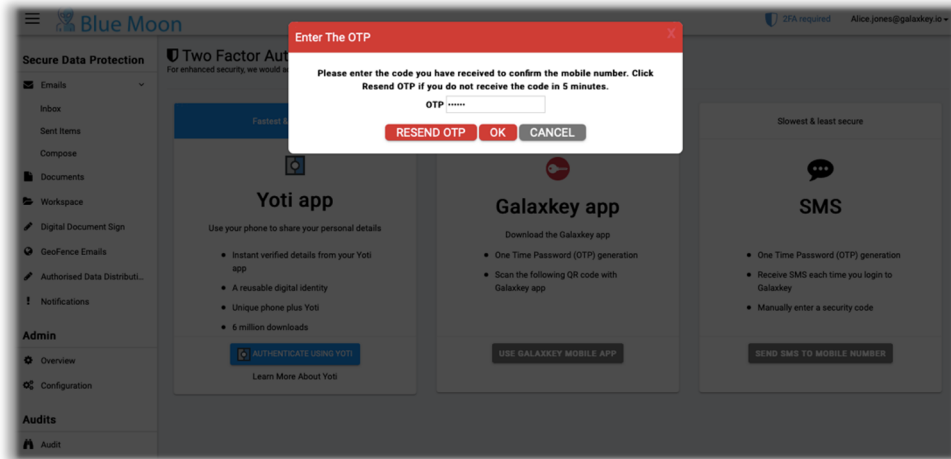 Blue Moon
2FA required
Alice.jones@galaxkey.io
Enter The OTP
X
Please enter the code you have received to confirm the mobile number. Click
Resend OTP if you do not receive the code in 5 minutes.
OTP ••••••
RESEND OTP
OK
CANCEL
Secure Data Protection
Emails
Inbox
Sent Items
Compose
Documents
Workspace
Digital Document Sign
GeoFence Emails
Authorised Data Distributi...
Notifications
Admin
Overview
Configuration
Audits
Audit
Two Factor Aut
For enhanced security, we would a
Fastest &
Yoti app
Use your phone to share your personal details
• Instant verified details from your Yoti
app
• A reusable digital identity
• Unique phone plus Yoti
• 6 million downloads
AUTHENTICATE USING YOTI
Learn More About Yoti
Galaxkey app
Download the Galaxkey app
• One Time Password (OTP) generation
• Scan the following QR code with
Galaxkey app
USE GALAXKEY MOBILE APP
Slowest & least secure
SMS
• One Time Password (OTP) generation
• Receive SMS each time you login to
Galaxkey
• Manually enter a security code
SEND SMS TO MOBILE NUMBER